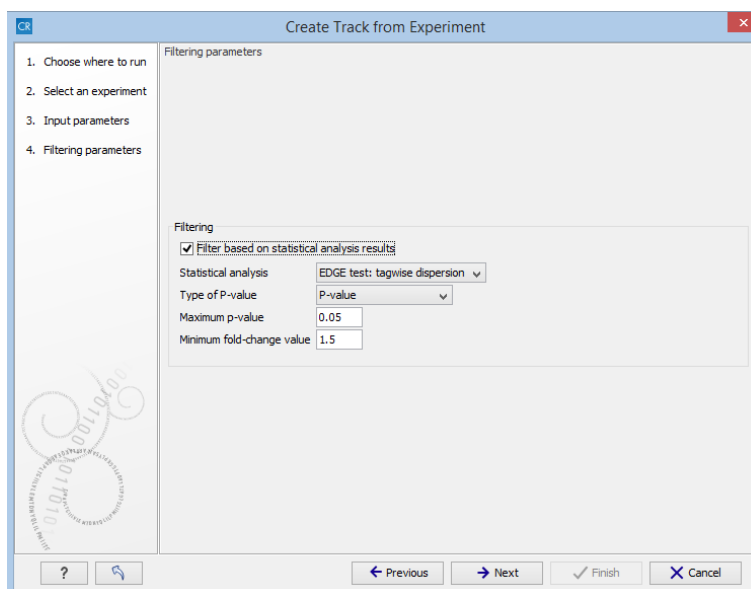 CR
Create Track from Experiment
1. Choose where to run
2. Select an experiment
3. Input parameters
4. Filtering parameters
Filtering parameters
Filtering
Filter based on statistical analysis results
Statistical analysis EDGE test: tagwise dispersion
Type of P-value P-value
Maximum p-value 0.05
Minimum fold-change value 1.5
? Previous Next Finish Cancel